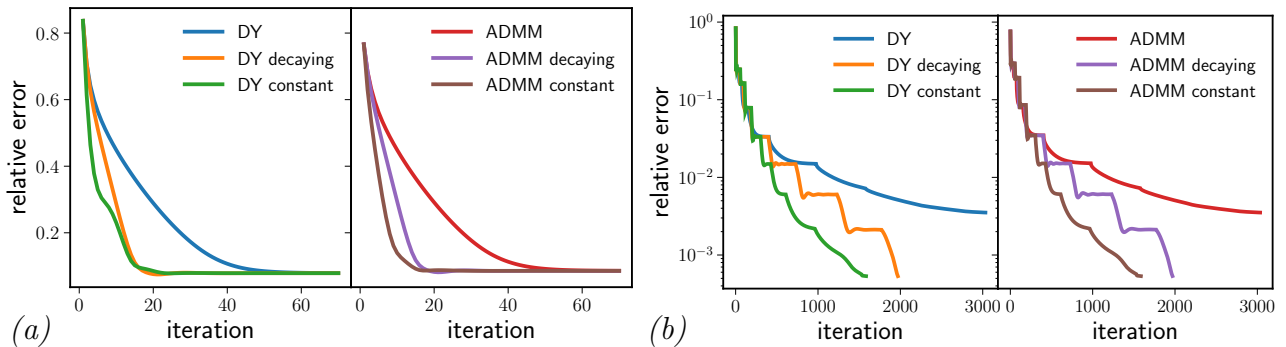 relative error
0.8
0.6
0.4
0.2
DY
DY decaying
DY constant
ADMM
ADMM decaying
ADMM constant
0 20 40 60
0 20 40 60
iteration
iteration
(a)
relative error
10⁰
10⁻¹
10⁻²
10⁻³
DY
DY decaying
DY constant
ADMM
ADMM decaying
ADMM constant
0 1000 2000 3000
0 1000 2000 3000
iteration
iteration
(b)